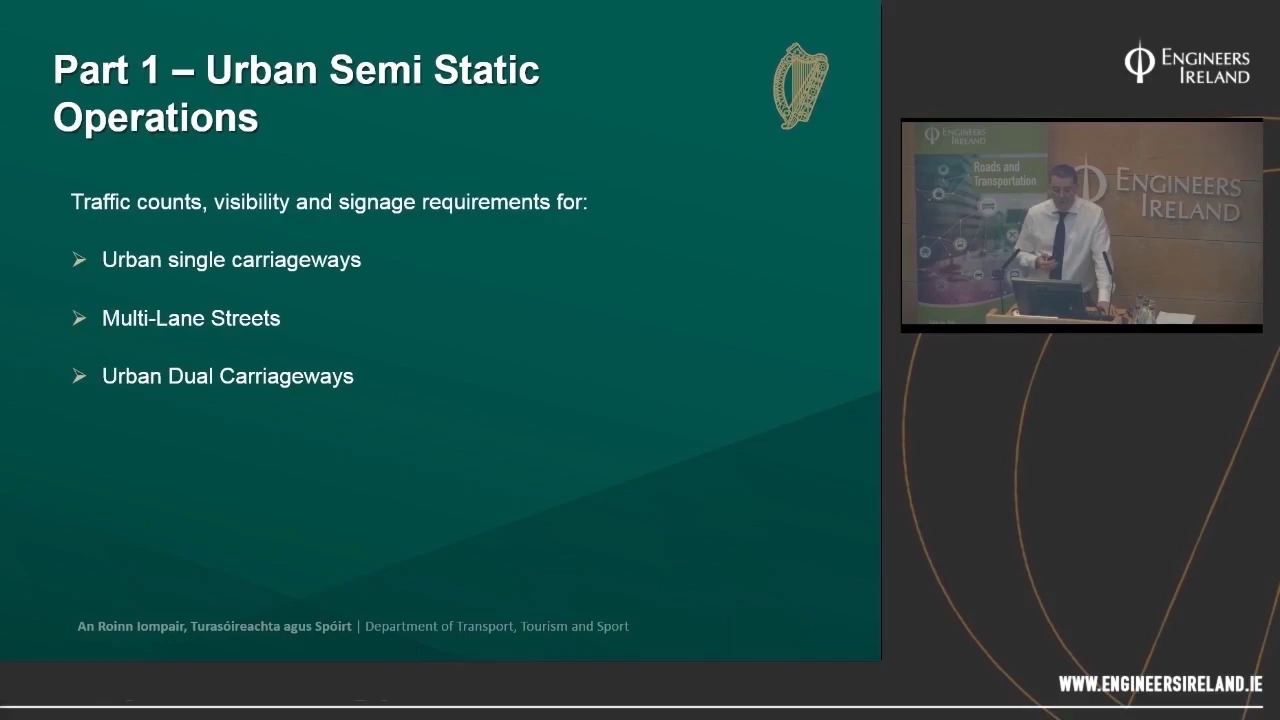 Part 1 – Urban Semi Static
Operations
Traffic counts, visibility and signage requirements for:
➢ Urban single carriageways
➢ Multi-Lane Streets
➢ Urban Dual Carriageways
An Roinn Iompair, Turasóireachta agus Spóirt | Department of Transport, Tourism and Sport
ENGINEERS
IRELAND
ENGINEERS
IRELAND
Roads and
Transportation
ENGINEERS
IRELAND
WWW.ENGINEERSIRELAND.IE